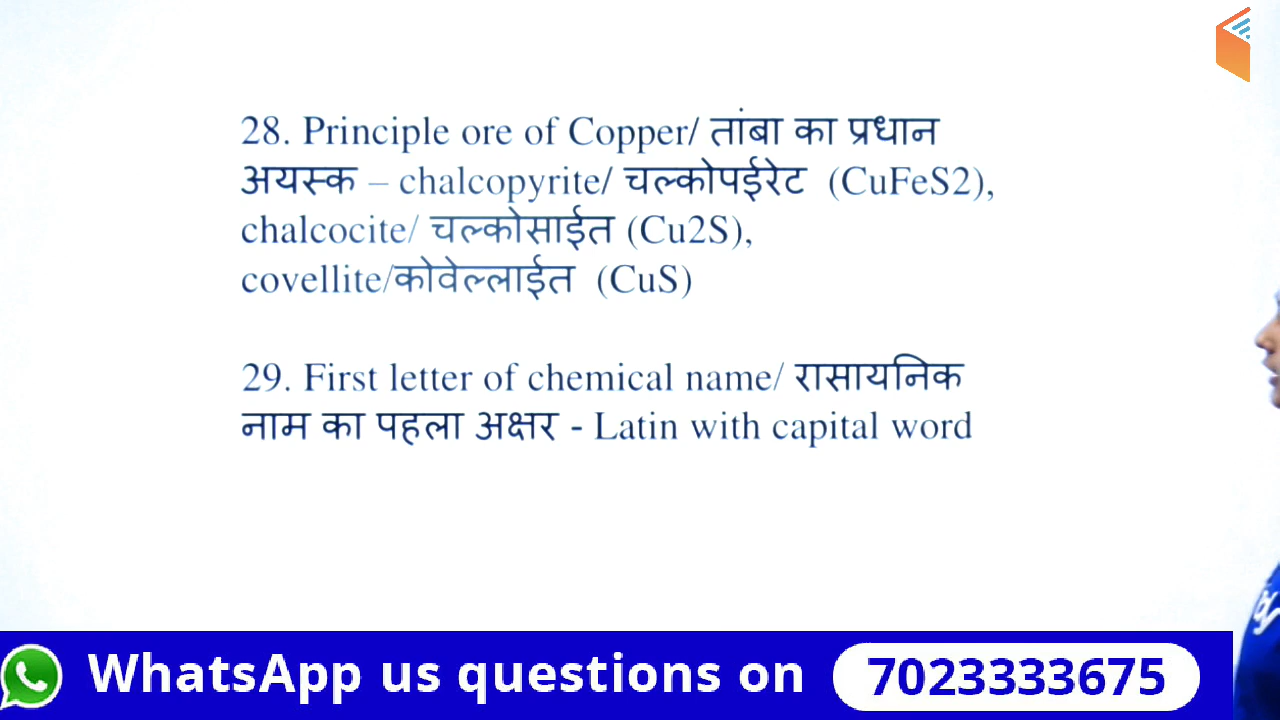 28. Principle ore of Copper/ तांबा का प्रधान
अयस्क – chalcopyrite/ चल्कोपईरेट (CuFeS2),
chalcocite/ चल्कोसाईत (Cu2S),
covellite/कोवेल्लाईत (CuS)
29. First letter of chemical name/ रासायनिक
नाम का पहला अक्षर - Latin with capital word
WhatsApp us questions on 7023333675